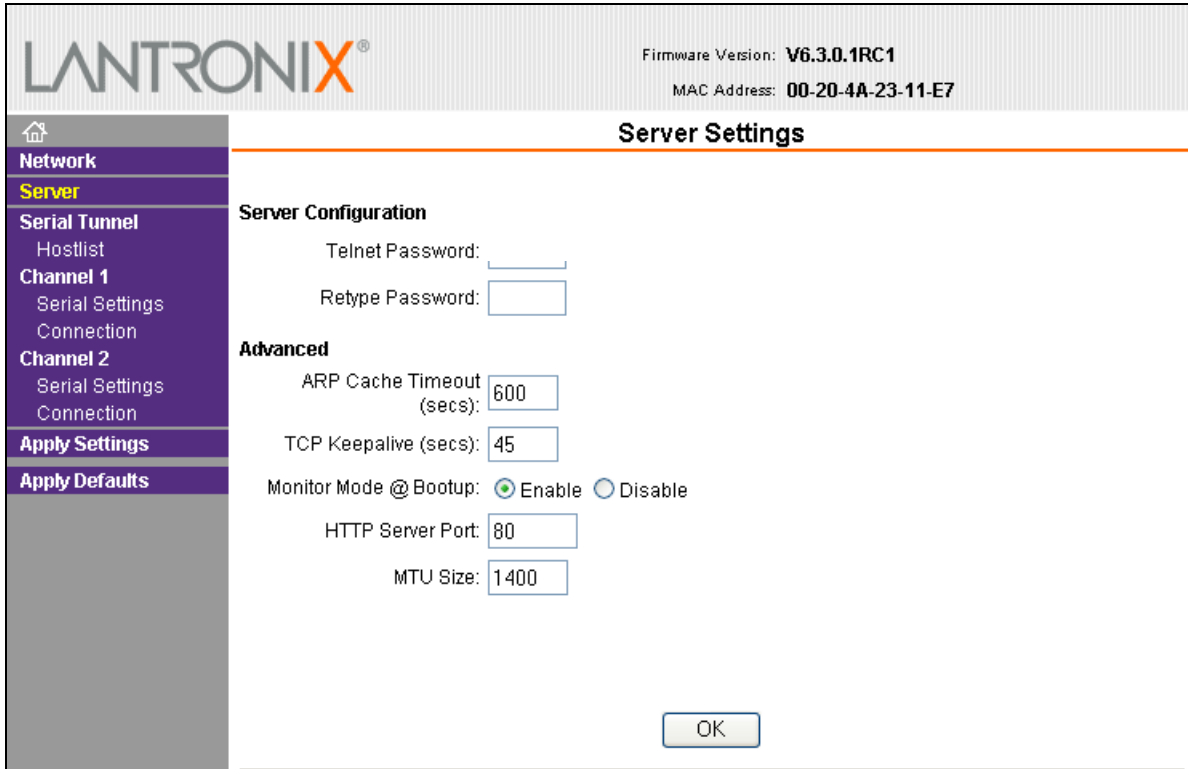 LANTRONIX®
Firmware Version: V6.3.0.1RC1
MAC Address: 00-20-4A-23-11-E7
Server Settings
Network
Server
Serial Tunnel
Hostlist
Channel 1
Serial Settings
Connection
Channel 2
Serial Settings
Connection
Apply Settings
Apply Defaults
Server Configuration
Telnet Password:
Retype Password:
Advanced
ARP Cache Timeout
(secs): 600
TCP Keepalive (secs): 45
Monitor Mode @ Bootup: Enable Disable
HTTP Server Port: 80
MTU Size: 1400
OK